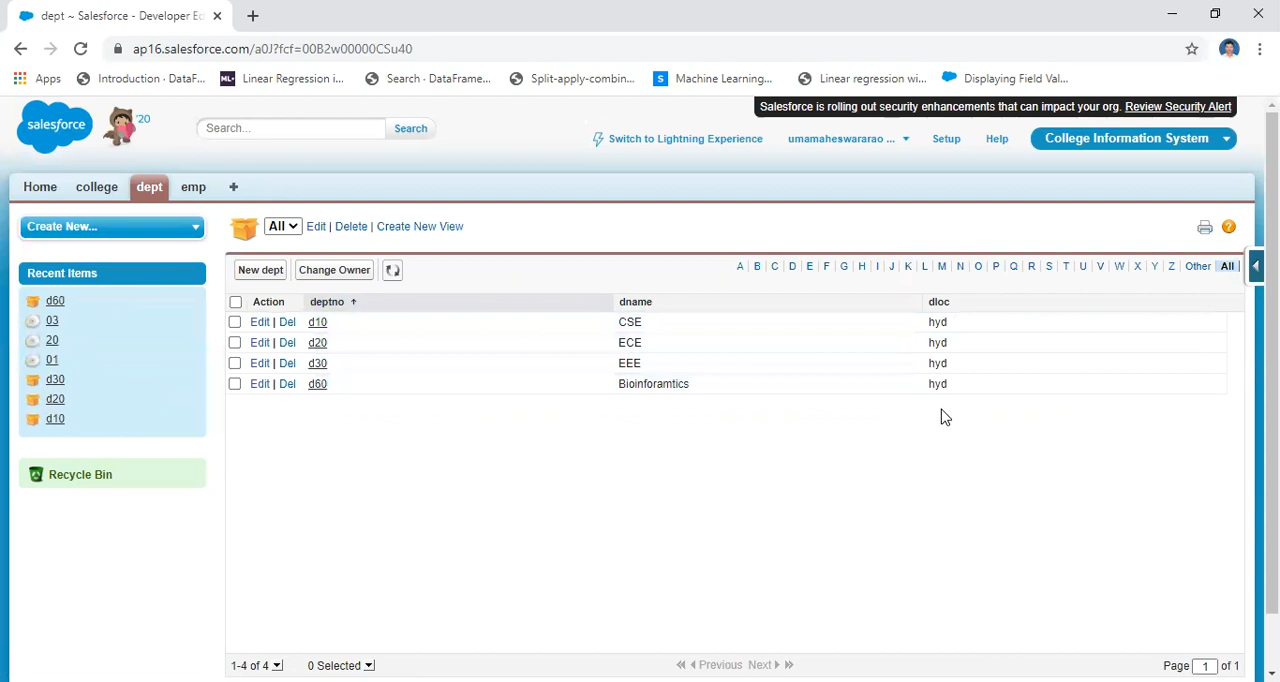 dept ~ Salesforce - Developer Ed
ap16.salesforce.com/a0J?fcf=00B2w00000CSu40
Apps Introduction · DataF... ML+ Linear Regression i... Search · DataFrame... Split-apply-combin... S Machine Learning... Linear regression wi... Displaying Field Val...
Salesforce is rolling out security enhancements that can impact your org. Review Security Alert
salesforce '20 Search... Search Switch to Lightning Experience umamaheswararao ... Setup Help College Information System
Home college dept emp +
Create New... All Edit | Delete | Create New View
Recent Items
d60
03
20
01
d30
d20
d10
Recycle Bin
New dept Change Owner A | B | C | D | E | F | G | H | I | J | K | L | M | N | O | P | Q | R | S | T | U | V | W | X | Y | Z | Other | All
Action deptno dname dloc
Edit | Del d10 CSE hyd
Edit | Del d20 ECE hyd
Edit | Del d30 EEE hyd
Edit | Del d60 Bioinforamtics hyd
1-4 of 4 0 Selected Previous Next Page 1 of 1